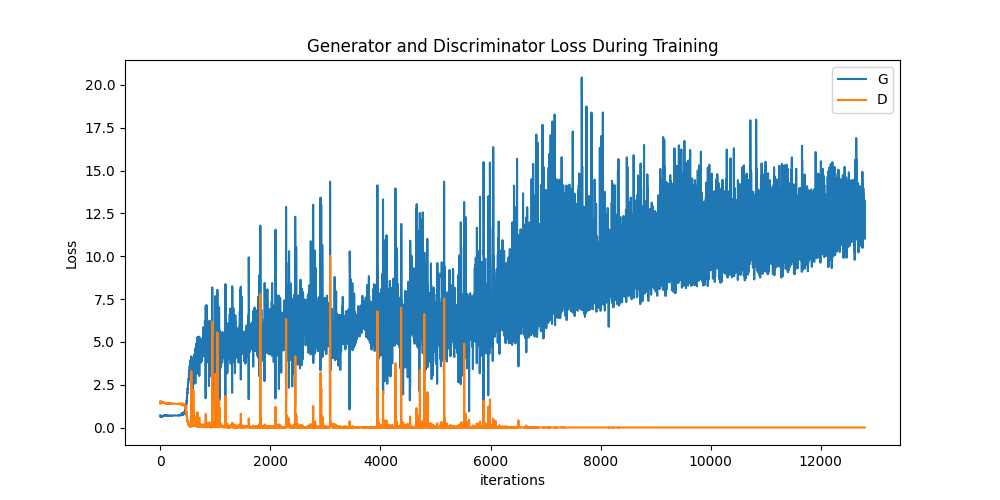 Generator and Discriminator Loss During Training
G
D
20.0
17.5
15.0
12.5
10.0
7.5
5.0
2.5
0.0
Loss
0 2000 4000 6000 8000 10000 12000
iterations